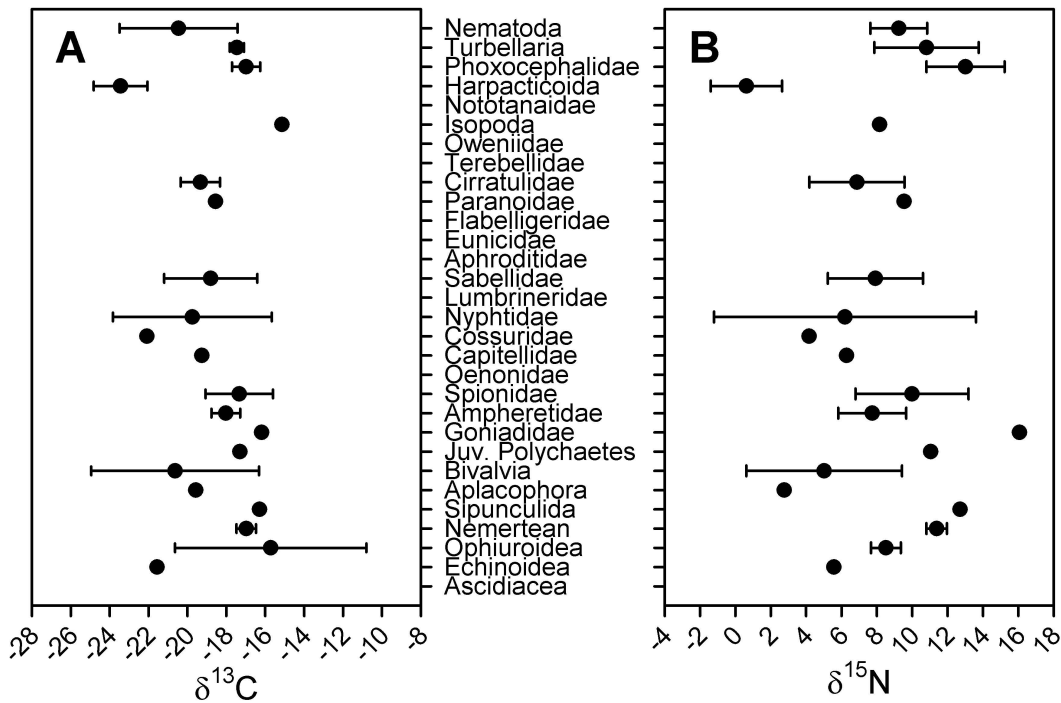 A
B
Nematoda
Turbellaria
Phoxocephalidae
Harpacticoida
Nototanaidae
Isopoda
Oweniidae
Terebellidae
Cirratulidae
Paranoidae
Flabelligeridae
Eunicidae
Aphroditidae
Sabellidae
Lumbrineridae
Nyphtidae
Cossuridae
Capitellidae
Oenonidae
Spionidae
Ampheretidae
Goniadidae
Juv. Polychaetes
Bivalvia
Aplacophora
Sipunculida
Nemertean
Ophiuroidea
Echinoidea
Ascidiacea
-28 -26 -24 -22 -20 -18 -16 -14 -12 -10 -8
-4 -2 0 2 4 6 8 10 12 14 16 18
δ¹³C
δ¹⁵N